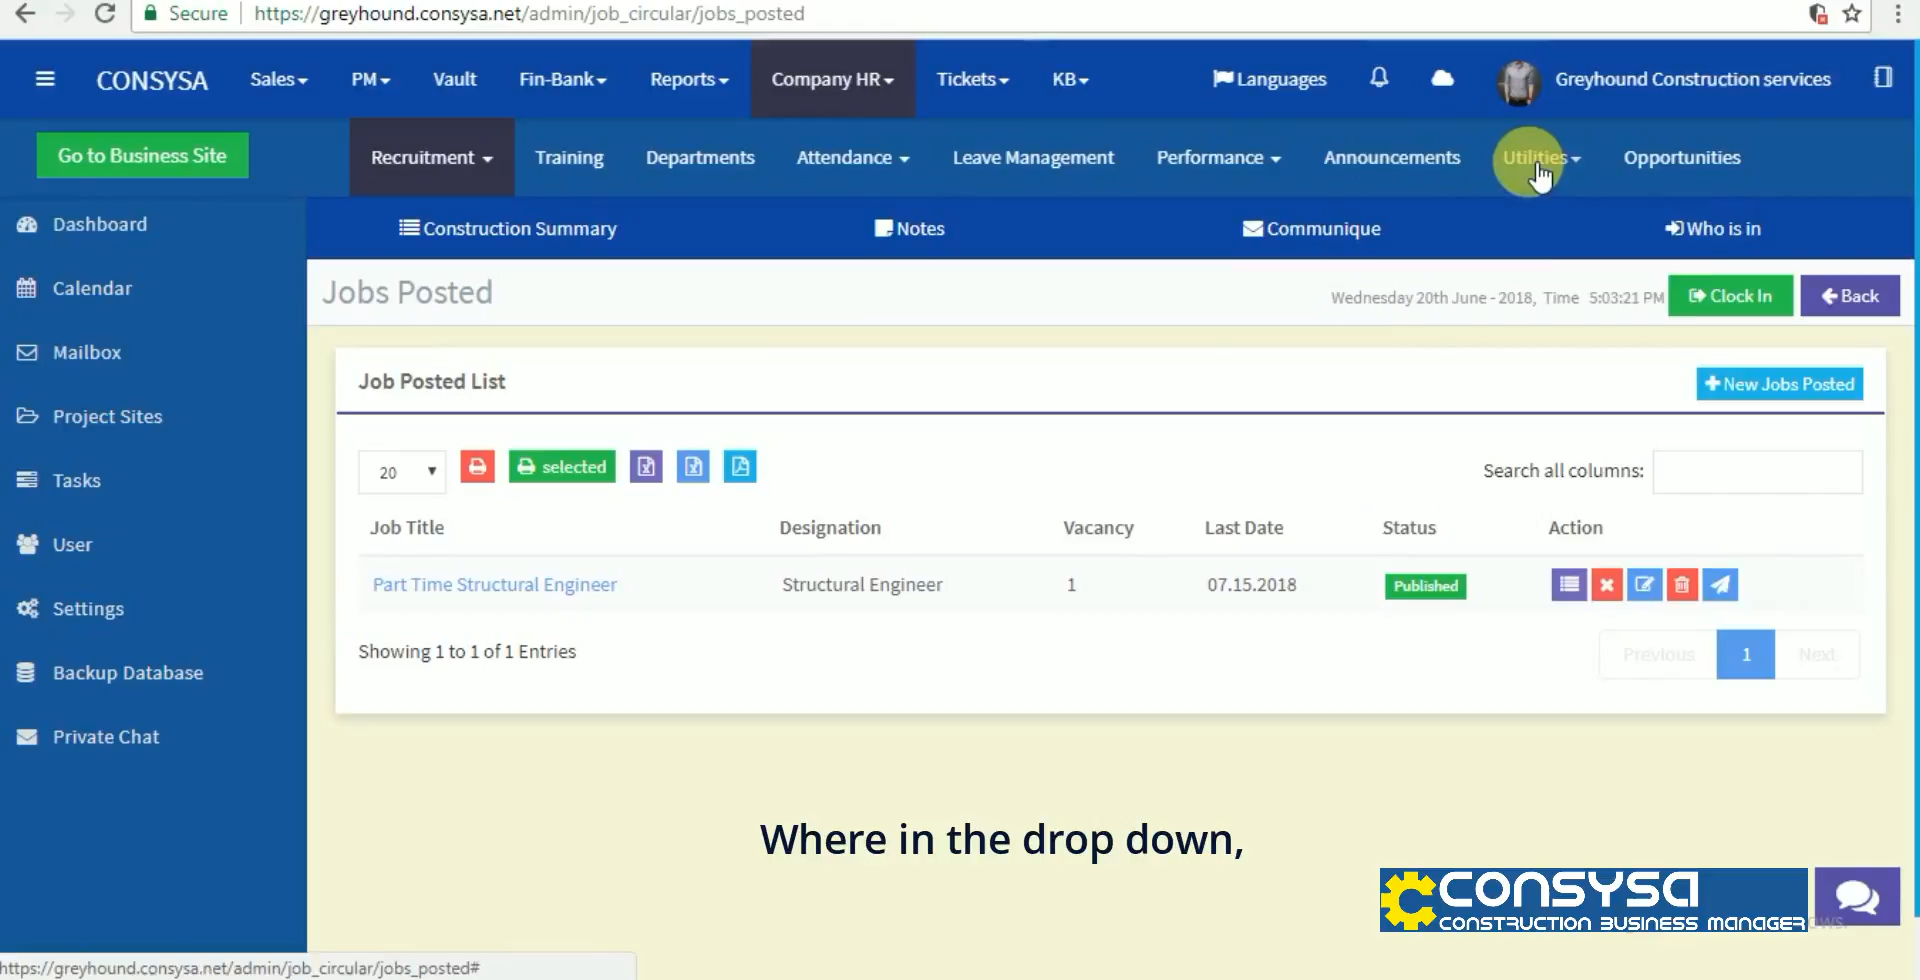 Secure https://greyhound.consysa.net/admin/job_circular/jobs_posted
CONSYSA Sales PM Vault Fin-Bank Reports Company HR Tickets KB Languages Greyhound Construction services
Go to Business Site Recruitment Training Departments Attendance Leave Management Performance Announcements Utilities Opportunities
Construction Summary Notes Communique Who is in
Dashboard
Calendar
Mailbox
Project Sites
Tasks
User
Settings
Backup Database
Private Chat
Jobs Posted Wednesday 20th June - 2018, Time 5:03:21 PM Clock In Back
Job Posted List New Jobs Posted
20 selected Search all columns:
Job Title Designation Vacancy Last Date Status Action
Part Time Structural Engineer Structural Engineer 1 07.15.2018 Published
Showing 1 to 1 of 1 Entries Previous 1 Next
Where in the drop down,
CONSYSA
CONSTRUCTION BUSINESS MANAGER
https://greyhound.consysa.net/admin/job_circular/jobs_posted#